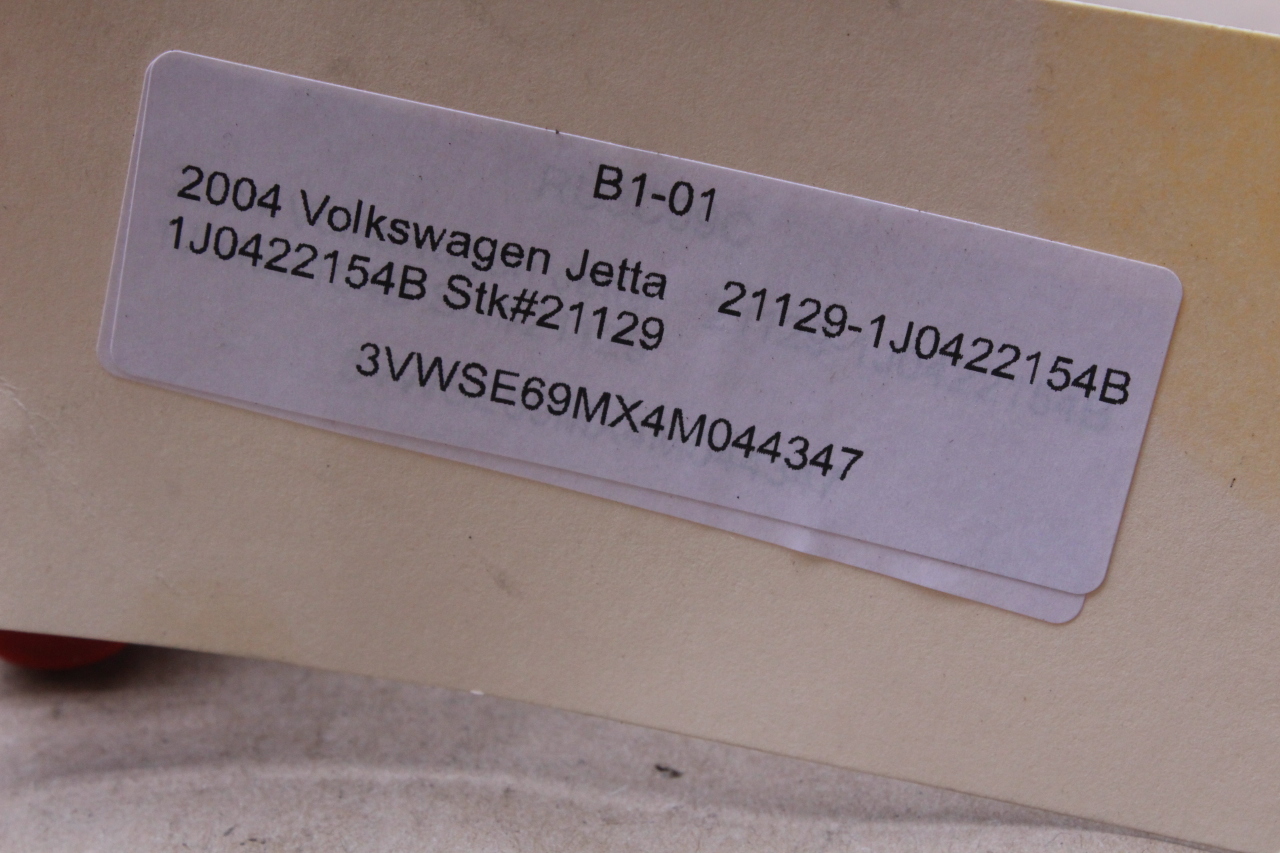 B1-01
2004 Volkswagen Jetta 21129-1J0422154B
1J0422154B Stk#21129
3VWSE69MX4M044347